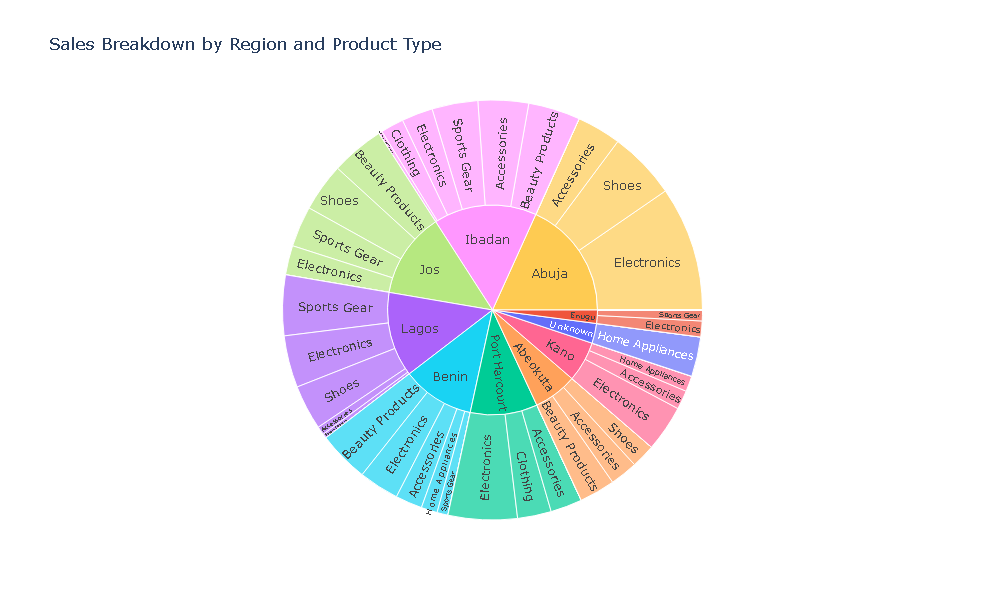 Sales Breakdown by Region and Product Type
Abuja
Electronics
Shoes
Accessories
Ibadan
Beauty Products
Accessories
Sports Gear
Electronics
Clothing
Jos
Beauty Products
Shoes
Sports Gear
Electronics
Lagos
Sports Gear
Electronics
Shoes
Accessories
Benin
Beauty Products
Electronics
Accessories
Home Appliances
Sports Gear
Port Harcourt
Electronics
Clothing
Accessories
Abeokuta
Beauty Products
Accessories
Shoes
Kano
Electronics
Accessories
Home Appliances
Unknown
Home Appliances
Enugu
Electronics
Sports Gear